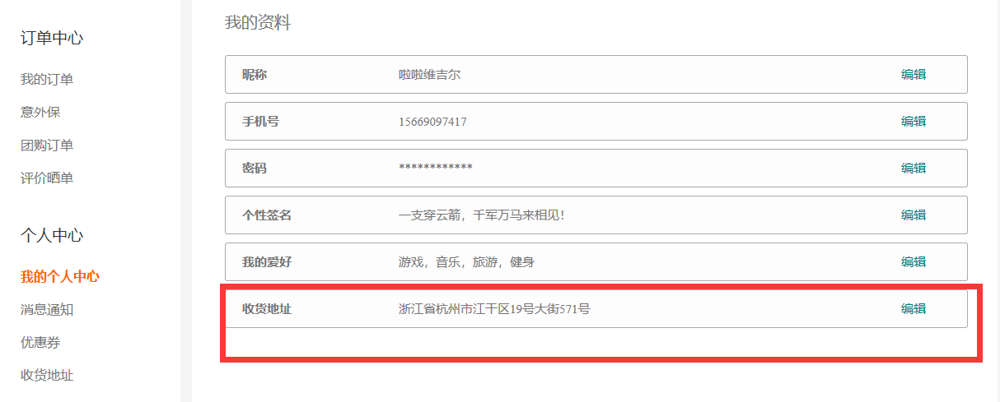 订单中心
我的订单
意外保
团购订单
评价晒单
个人中心
我的个人中心
消息通知
优惠券
收货地址
我的资料
昵称 啦啦维吉尔 编辑
手机号 15669097417 编辑
密码 ************ 编辑
个性签名 一支穿云箭，千军万马来相见！ 编辑
我的爱好 游戏，音乐，旅游，健身 编辑
收货地址 浙江省杭州市江干区19号大街571号 编辑